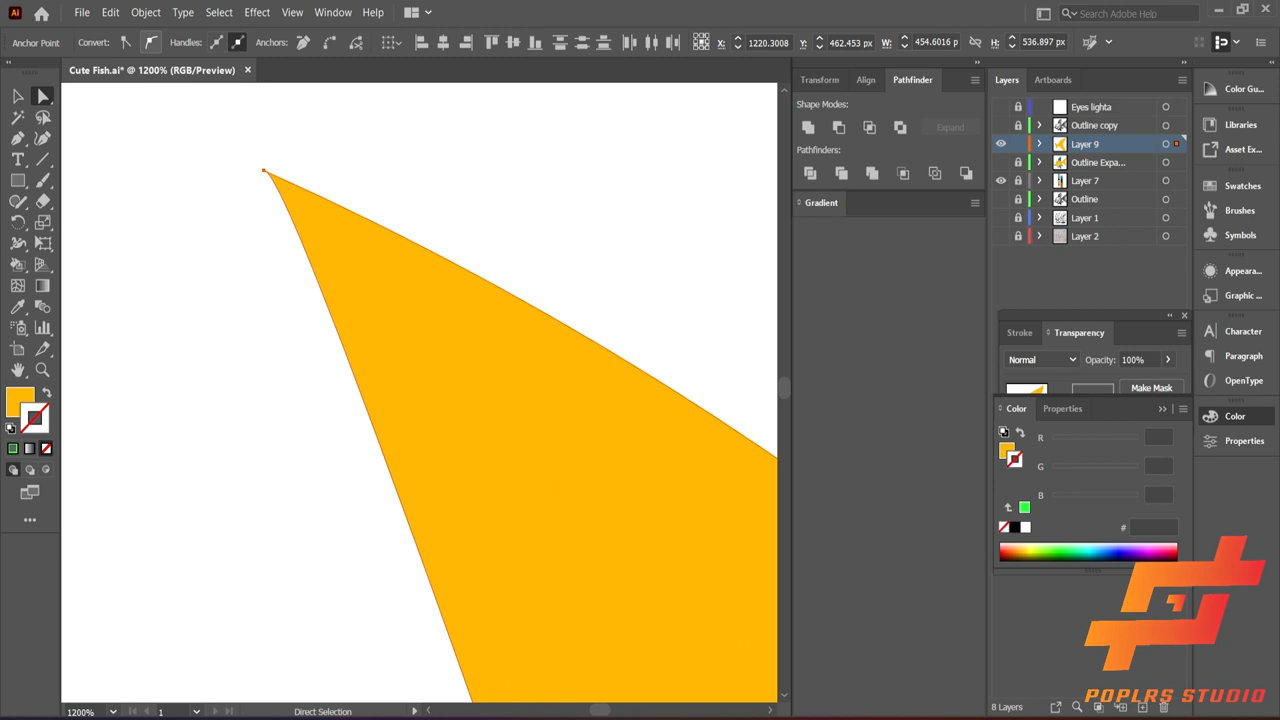 Ai File Edit Object Type Select Effect View Window Help Search Adobe Help
Anchor Point Convert: Handles: Anchors: X: 1220.3008 Y: 462.453 px W: 454.6016 p H: 536.897 px
Cute Fish.ai* @ 1200% (RGB/Preview) ×
Transform Align Pathfinder
Shape Modes:
Expand
Pathfinders:
Gradient
Layers Artboards
Eyes lighta
Outline copy
Layer 9
Outline Expa...
Layer 7
Outline
Layer 1
Layer 2
Stroke Transparency
Normal Opacity: 100%
Make Mask
Color Properties
R
G
B
#
8 Layers
Color Gu...
Libraries
Asset Ex...
Swatches
Brushes
Symbols
Appeara...
Graphic ...
Character
Paragraph
OpenType
Color
Properties
1200% 1 Direct Selection
POPLRS STUDIO